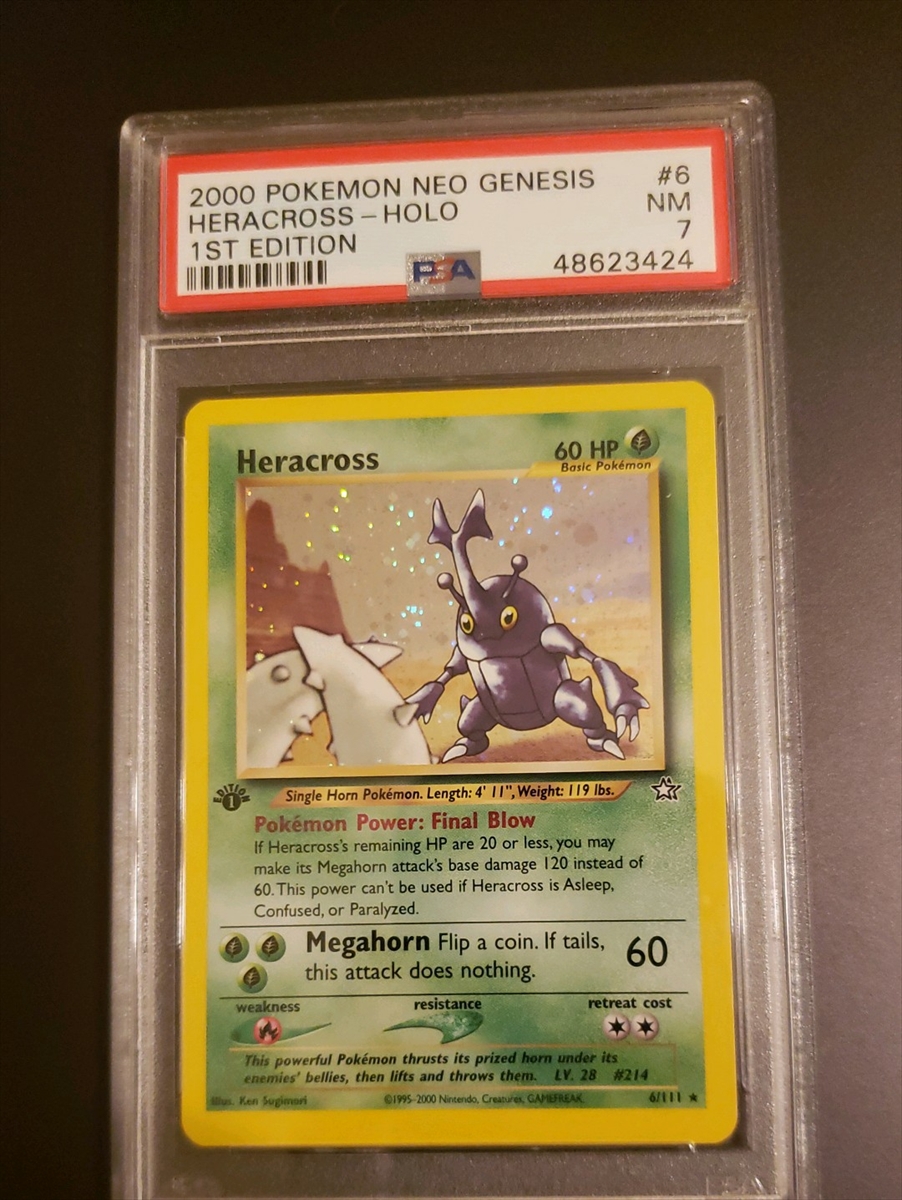 2000 POKEMON NEO GENESIS #6
HERACROSS - HOLO NM
1ST EDITION 7
PSA 48623424
Heracross 60 HP
Basic Pokémon
EDITION 1
Single Horn Pokémon. Length: 4' 11", Weight: 119 lbs.
Pokémon Power: Final Blow
If Heracross's remaining HP are 20 or less, you may
make its Megahorn attack's base damage 120 instead of
60. This power can't be used if Heracross is Asleep,
Confused, or Paralyzed.
Megahorn Flip a coin. If tails, 60
this attack does nothing.
weakness resistance retreat cost
This powerful Pokémon thrusts its prized horn under its
enemies' bellies, then lifts and throws them. LV. 28 #214
Illus. Ken Sugimori ©1995-2000 Nintendo, Creatures, GAMEFREAK. 6/111 ★